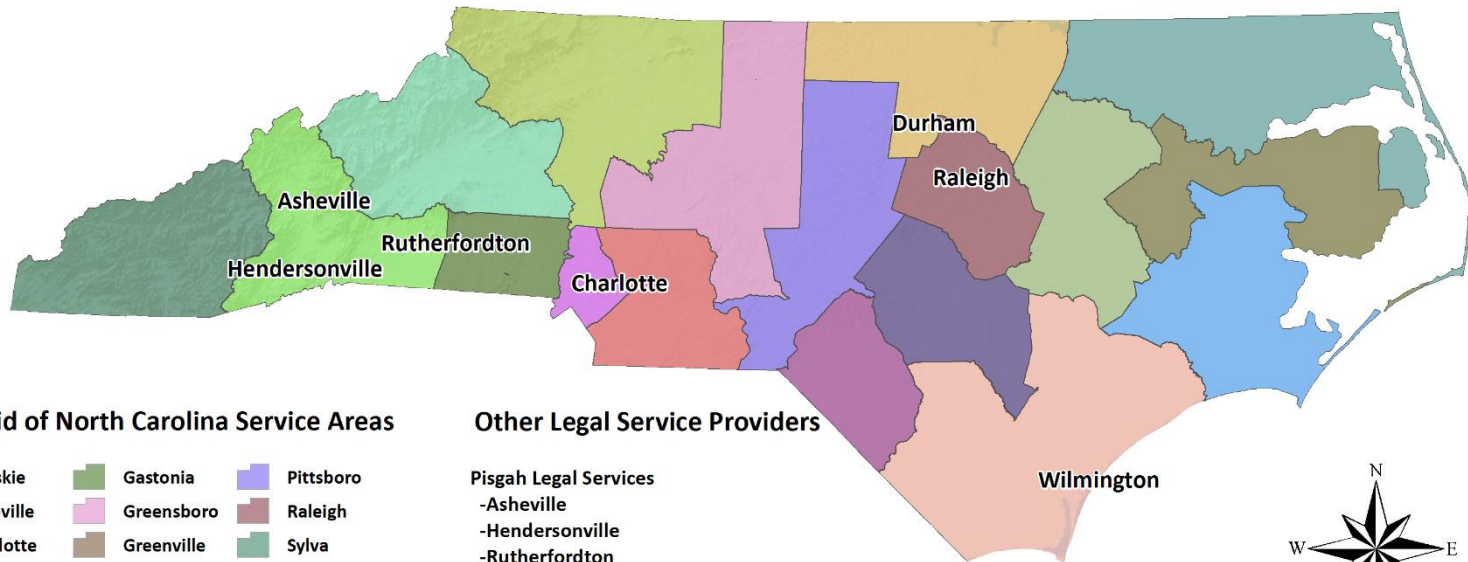 Durham
Raleigh
Asheville
Rutherfordton
Hendersonville
Charlotte
Wilmington
id of North Carolina Service Areas
skie
Gastonia
Pittsboro
ville
Greensboro
Raleigh
lotte
Greenville
Sylva
Other Legal Service Providers
Pisgah Legal Services
-Asheville
-Hendersonville
-Rutherfordton
N
W
E